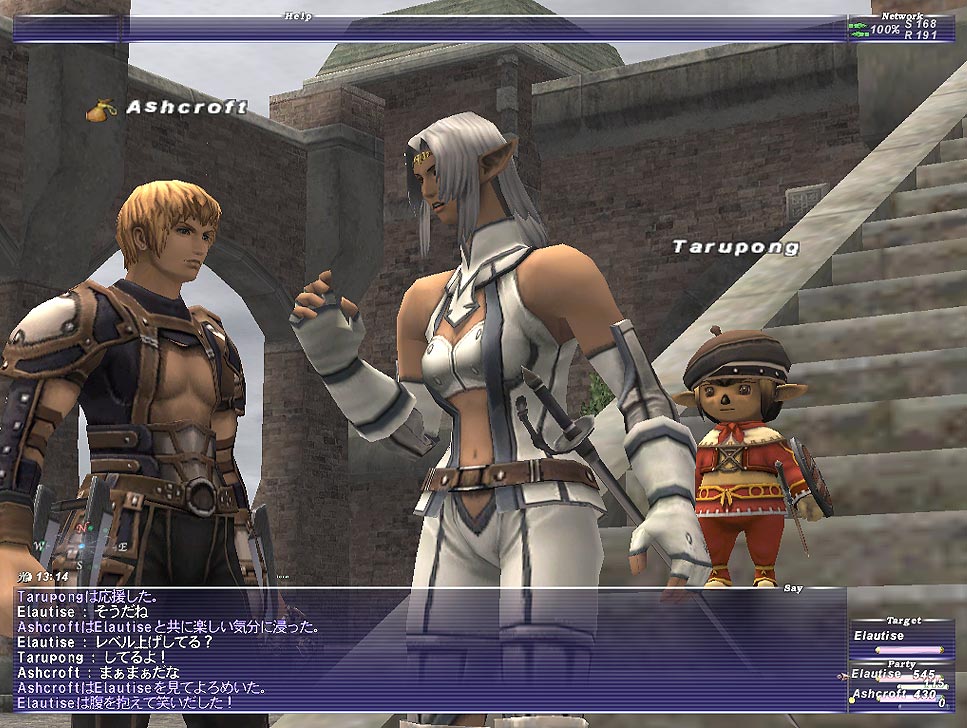 Help
Network
100% S 168
R 191
Ashcroft
Tarupong
N
W E
S
13:14
Say
Tarupongは応援した。
Elautise : そうだね
AshcroftはElautiseと共に楽しい気分に浸った。
Elautise : レベル上げしてる？
Tarupong : してるよ！
Ashcroft : まぁまぁだな
AshcroftはElautiseを見てよろめいた。
Elautiseは腹を抱えて笑いだした！
Target
Elautise
Party
Elautise 545
115
Ashcroft 430
0